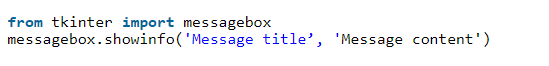 from tkinter import messagebox
messagebox.showinfo('Message title’, 'Message content')